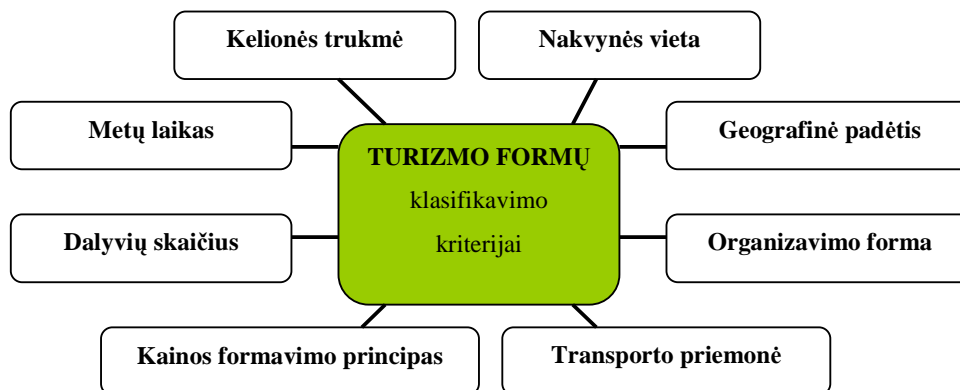 Kelionės trukmė
Nakvynės vieta
Metų laikas
Geografinė padėtis
TURIZMO FORMŲ
klasifikavimo
kriterijai
Dalyvių skaičius
Organizavimo forma
Kainos formavimo principas
Transporto priemonė